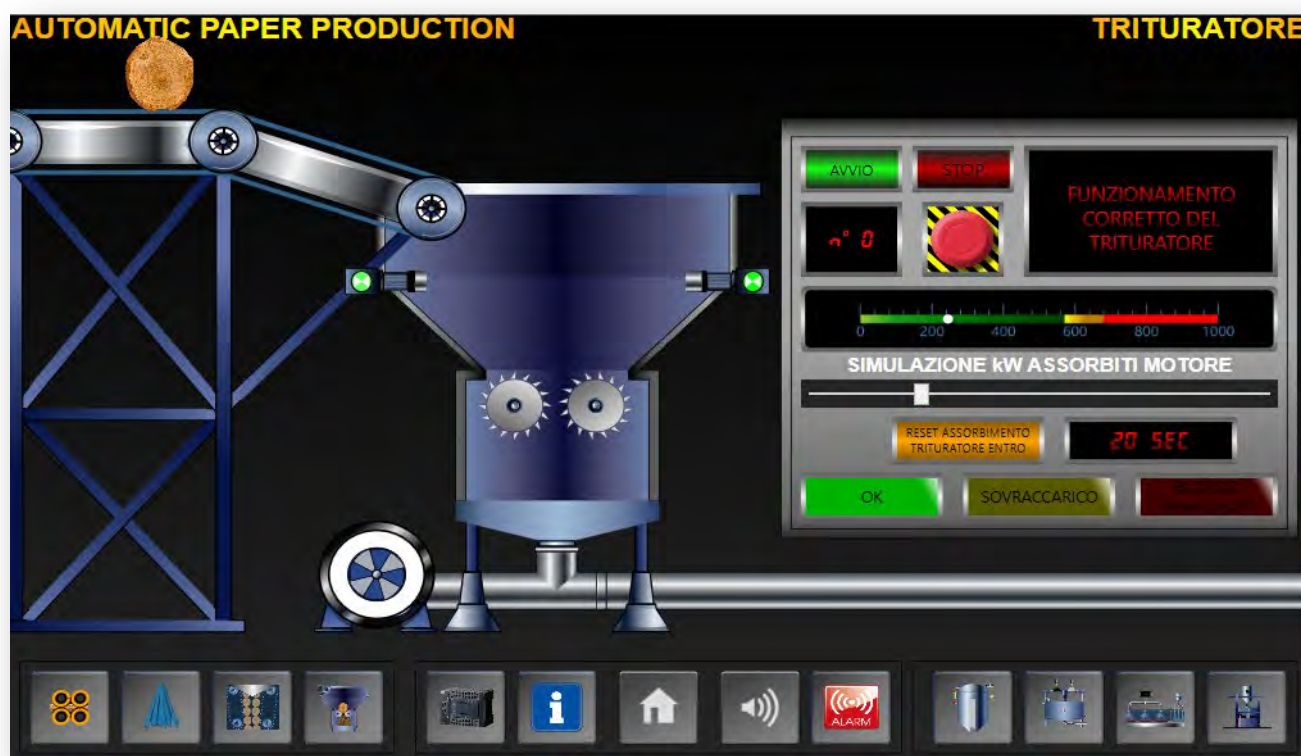 AUTOMATIC PAPER PRODUCTION
TRITURATORE
AVVIO
STOP
FUNZIONAMENTO
CORRETTO DEL
TRITURATORE
n° 0
0 200 400 600 800 1000
SIMULAZIONE kW ASSORBITI MOTORE
RESET ASSORBIMENTO
TRITURATORE ENTRO
20 SEC
OK
SOVRACCARICO
i
ALARM